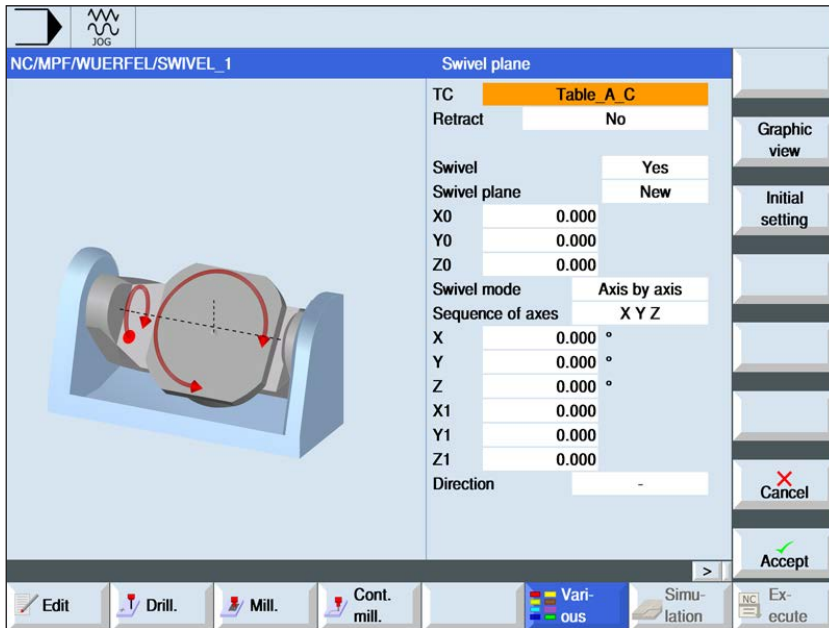 JOG
NC/MPF/WUERFEL/SWIVEL_1
Swivel plane
TC Table_A_C
Retract No
Swivel Yes
Swivel plane New
X0 0.000
Y0 0.000
Z0 0.000
Swivel mode Axis by axis
Sequence of axes X Y Z
X 0.000 °
Y 0.000 °
Z 0.000 °
X1 0.000
Y1 0.000
Z1 0.000
Direction -
Graphic
view
Initial
setting
Cancel
Accept
>
Edit
Drill.
Mill.
Cont.
mill.
Vari-
ous
Simu-
lation
NC
Ex-
ecute